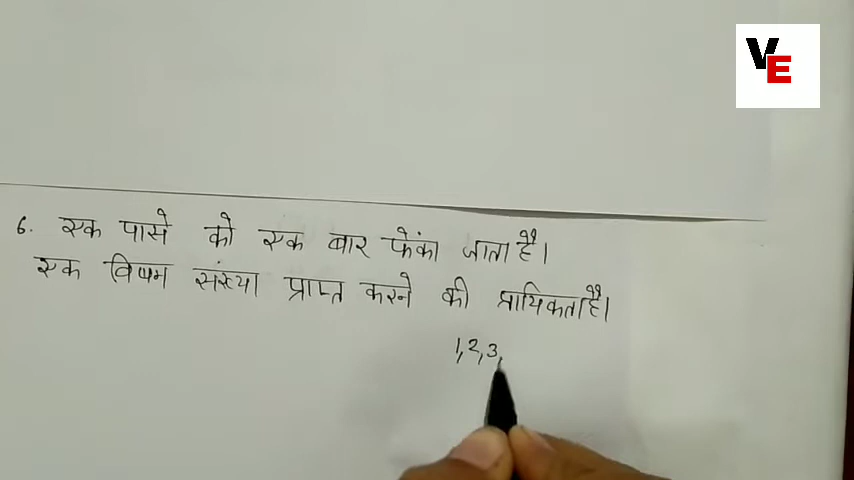 VE
6. एक पासे को एक बार फेंका जाता है।
एक विषम संख्या प्राप्त करने की प्रायिकता है।
1,2,3,